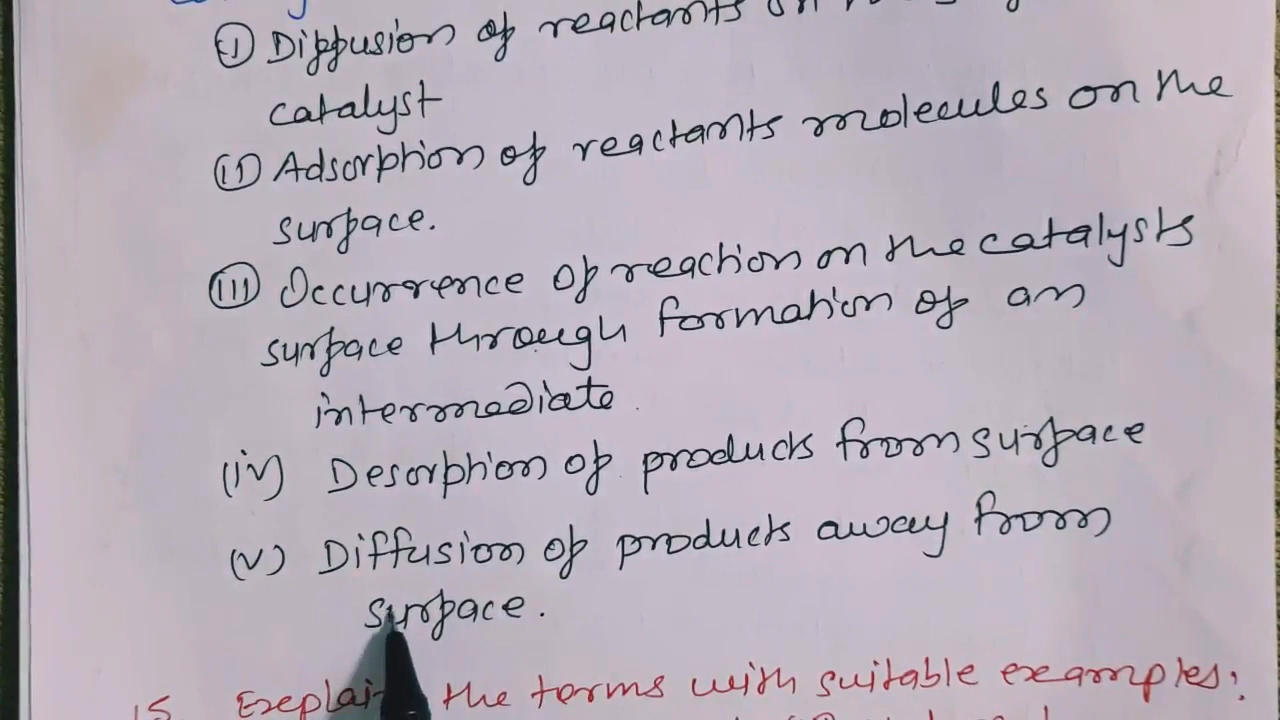 (i) Diffusion of reactants on
catalyst
(ii) Adsorption of reactants molecules on the
surface.
(iii) Occurrence of reaction on the catalysts
surface through formation of an
intermediate
(iv) Desorption of products from surface
(v) Diffusion of products away from
surface.
15. the terms with suitable examples: